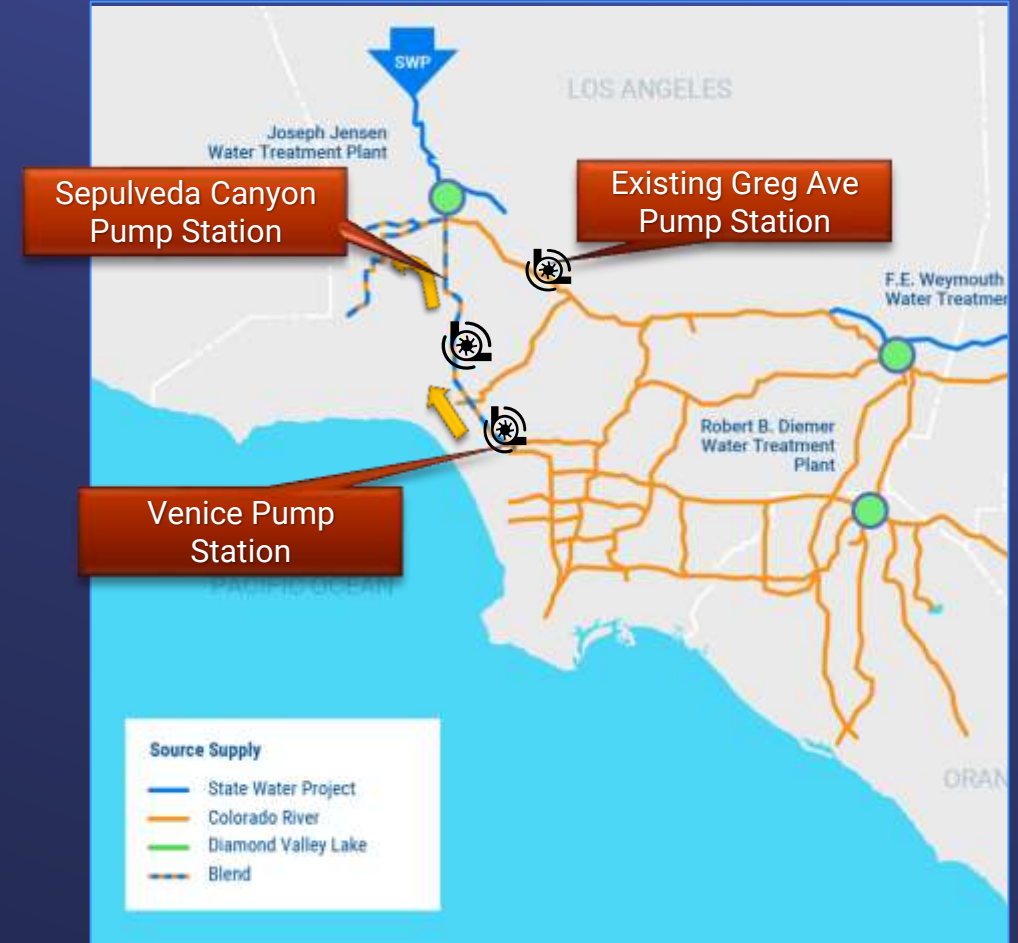 SWP
LOS ANGELES
Joseph Jensen
Water Treatment Plant
Sepulveda Canyon
Pump Station
Existing Greg Ave
Pump Station
F.E. Weymouth
Water Treatmen
Robert B. Diemer
Water Treatment
Plant
Venice Pump
Station
PACIFIC OCEAN
ORAN
Source Supply
State Water Project
Colorado River
Diamond Valley Lake
Blend